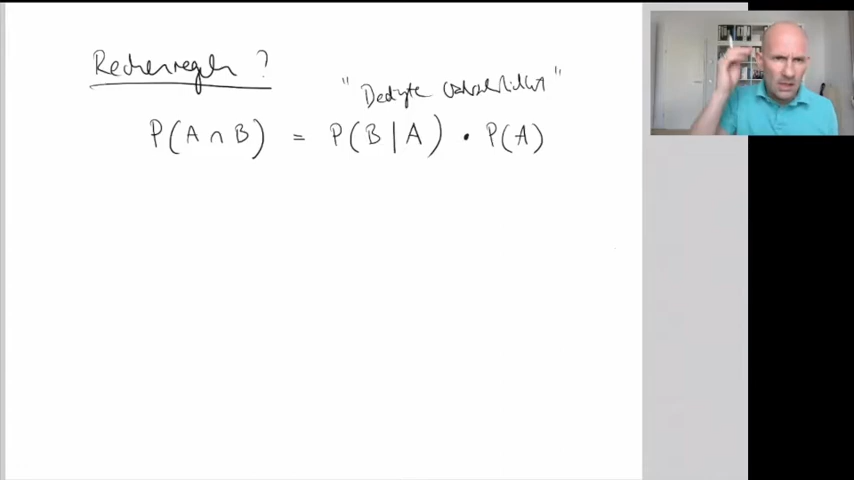 Rechenregeln ?
" Bedingte Wahrscheinlichkeit "
P(A ∩ B) = P(B | A) · P(A)